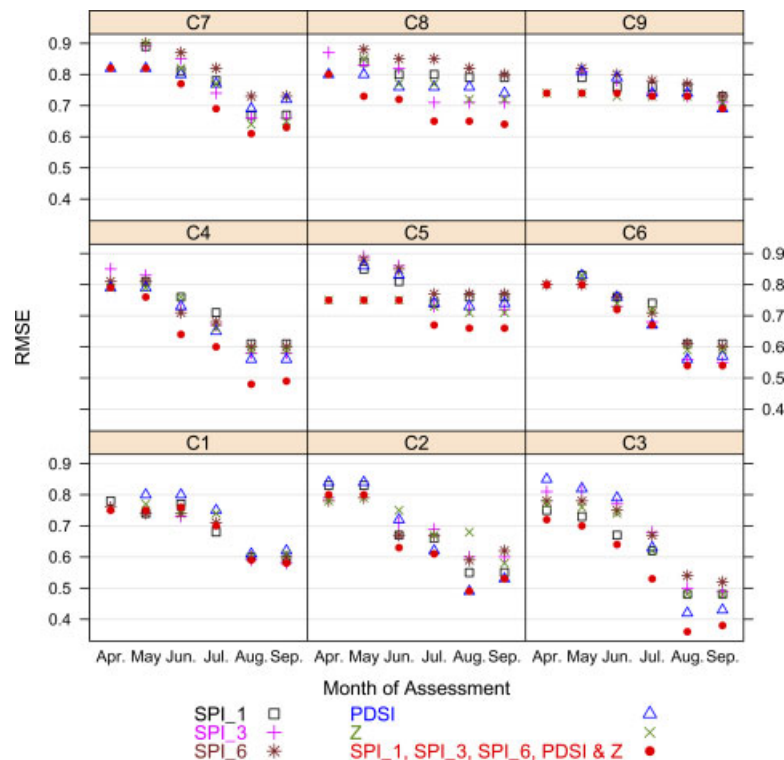 C7 C8 C9
0.9
0.8
0.7
0.6
0.5
0.4
C4 C5 C6
0.9
0.8
0.7
0.6
0.5
0.4
C1 C2 C3
0.9
0.8
0.7
0.6
0.5
0.4
RMSE
Apr. May Jun. Jul. Aug. Sep. Apr. May Jun. Jul. Aug. Sep. Apr. May Jun. Jul. Aug. Sep.
Month of Assessment
SPI_1 PDSI
SPI_3 Z
SPI_6 SPI_1, SPI_3, SPI_6, PDSI & Z